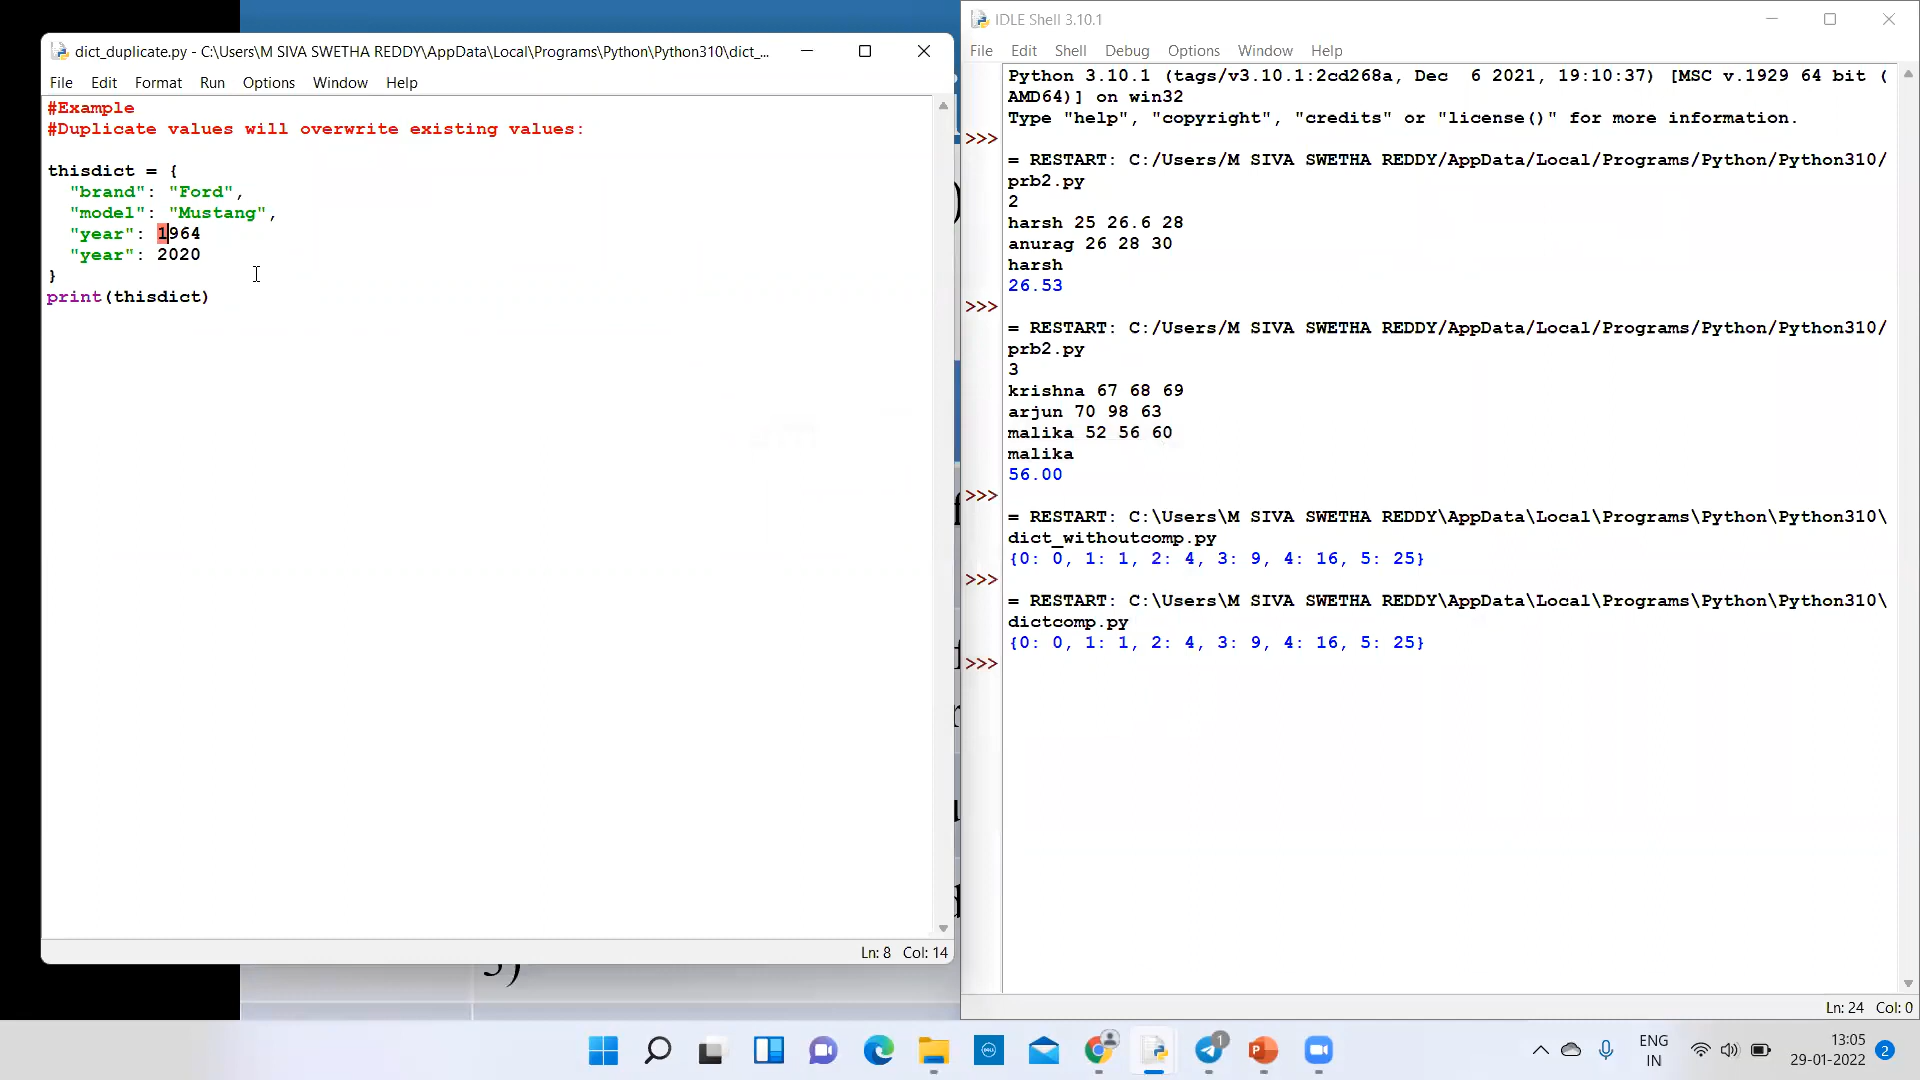 dict_duplicate.py - C:\Users\M SIVA SWETHA REDDY\AppData\Local\Programs\Python\Python310\dict_...
File Edit Format Run Options Window Help
#Example
#Duplicate values will overwrite existing values:
thisdict = {
"brand": "Ford",
"model": "Mustang",
"year": 1964
"year": 2020
}
print(thisdict)
Ln: 8 Col: 14
IDLE Shell 3.10.1
File Edit Shell Debug Options Window Help
Python 3.10.1 (tags/v3.10.1:2cd268a, Dec  6 2021, 19:10:37) [MSC v.1929 64 bit (
AMD64)] on win32
Type "help", "copyright", "credits" or "license()" for more information.
>>>
= RESTART: C:/Users/M SIVA SWETHA REDDY/AppData/Local/Programs/Python/Python310/
prb2.py
2
harsh 25 26.6 28
anurag 26 28 30
harsh
26.53
>>>
= RESTART: C:/Users/M SIVA SWETHA REDDY/AppData/Local/Programs/Python/Python310/
prb2.py
3
krishna 67 68 69
arjun 70 98 63
malika 52 56 60
malika
56.00
>>>
= RESTART: C:\Users\M SIVA SWETHA REDDY\AppData\Local\Programs\Python\Python310\
dict_withoutcomp.py
{0: 0, 1: 1, 2: 4, 3: 9, 4: 16, 5: 25}
>>>
= RESTART: C:\Users\M SIVA SWETHA REDDY\AppData\Local\Programs\Python\Python310\
dictcomp.py
{0: 0, 1: 1, 2: 4, 3: 9, 4: 16, 5: 25}
>>>
Ln: 24 Col: 0
ENG
IN
13:05
29-01-2022
2
1